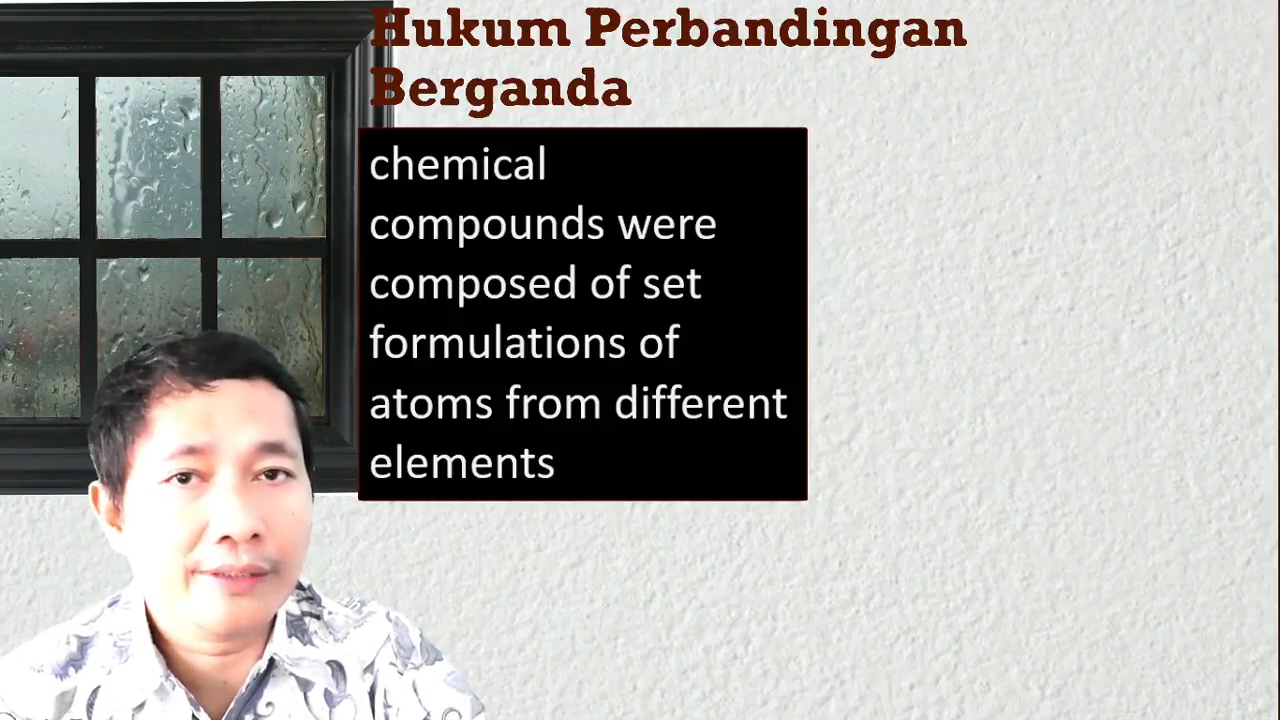 Hukum Perbandingan
Berganda
chemical
compounds were
composed of set
formulations of
atoms from different
elements